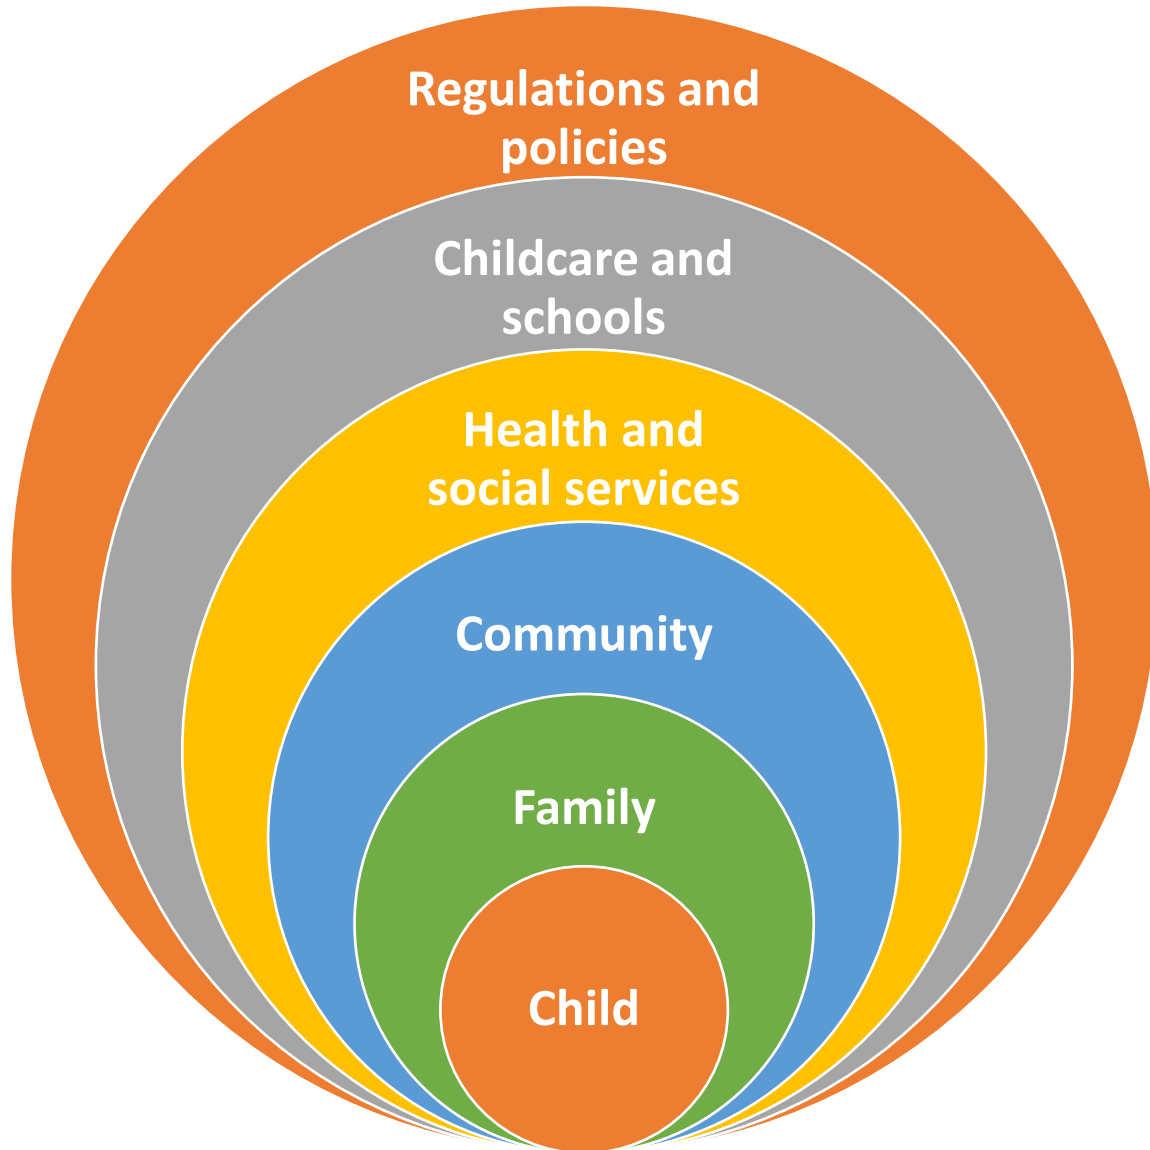 Regulations and
policies
Childcare and
schools
Health and
social services
Community
Family
Child